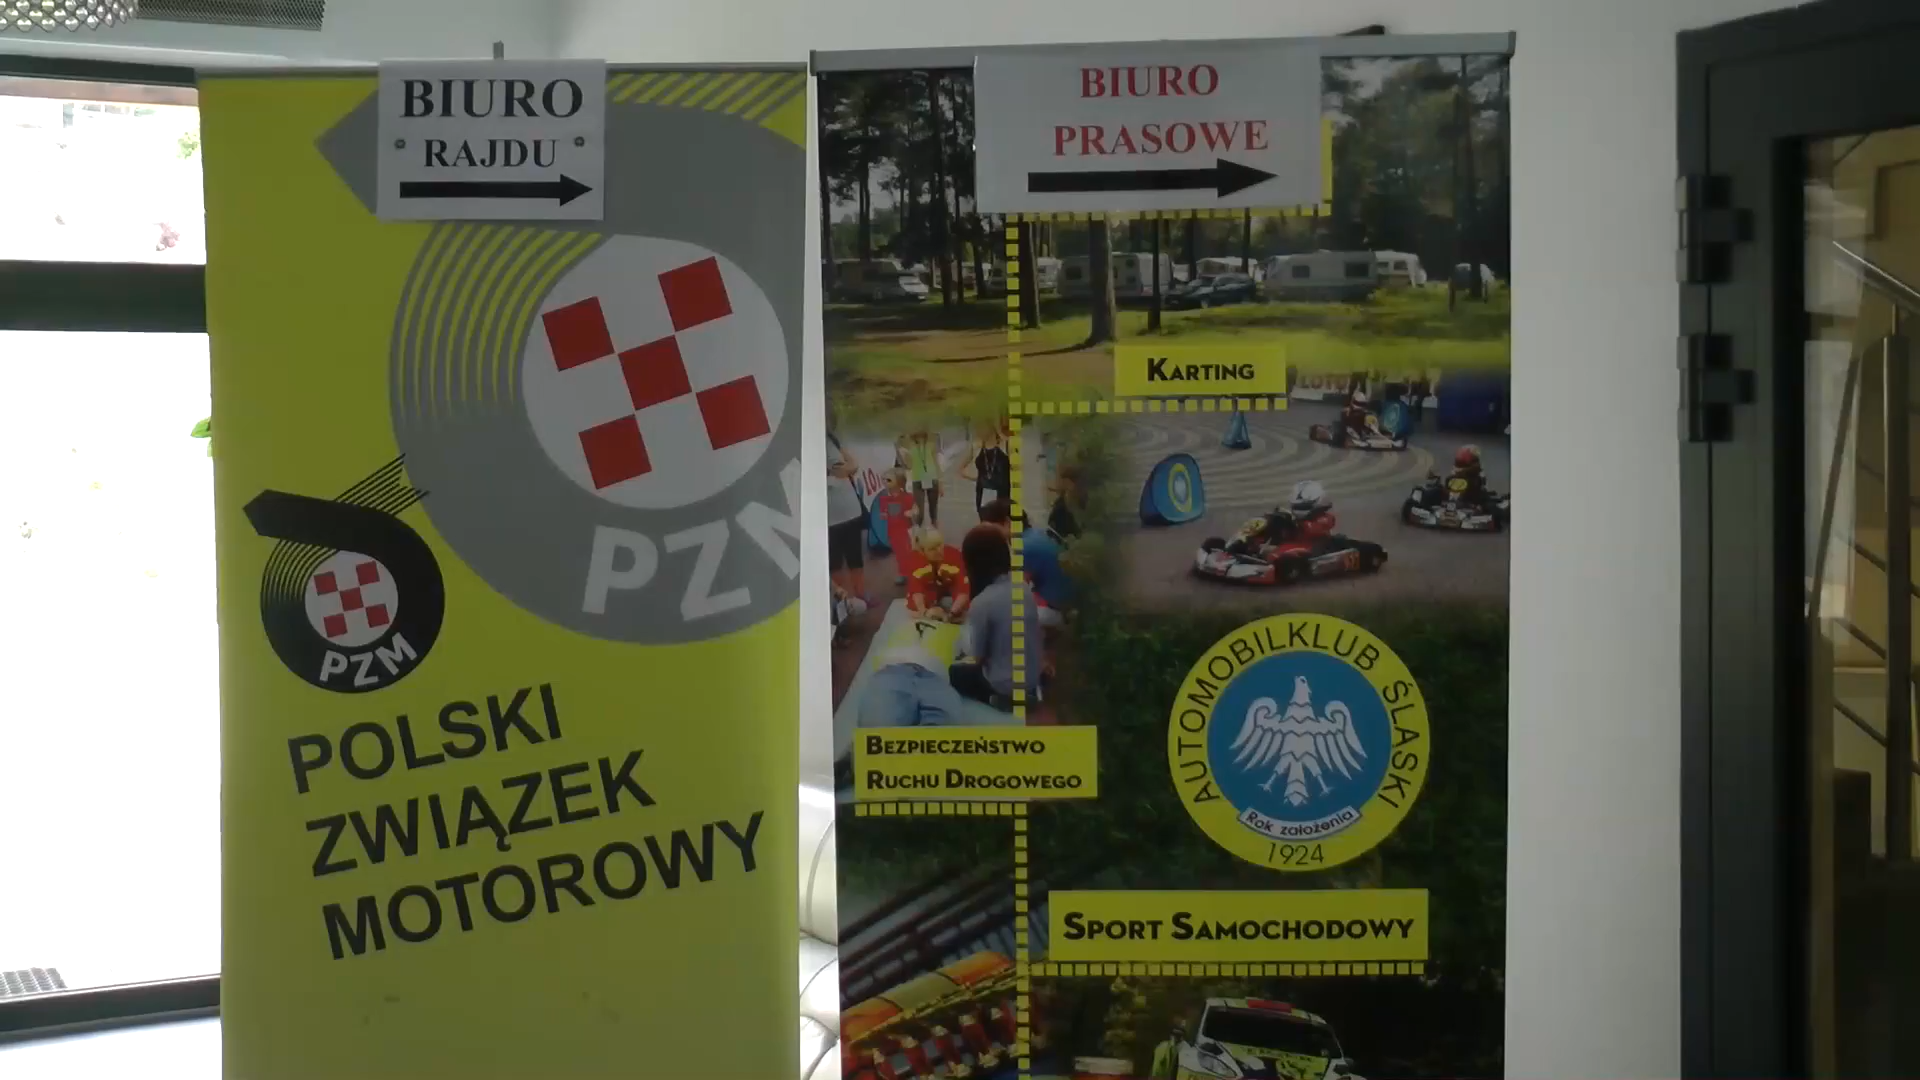 BIURO
RAJDU
PZM
PZM
POLSKI
ZWIĄZEK
MOTOROWY
BIURO
PRASOWE
KARTING
BEZPIECZEŃSTWO
RUCHU DROGOWEGO
AUTOMOBILKLUB ŚLĄSKI
Rok założenia
1924
SPORT SAMOCHODOWY